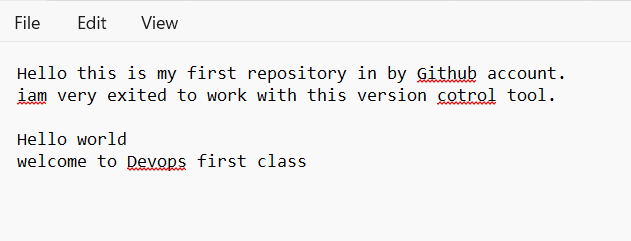 File Edit View
Hello this is my first repository in by Github account.
iam very exited to work with this version cotrol tool.
Hello world
welcome to Devops first class